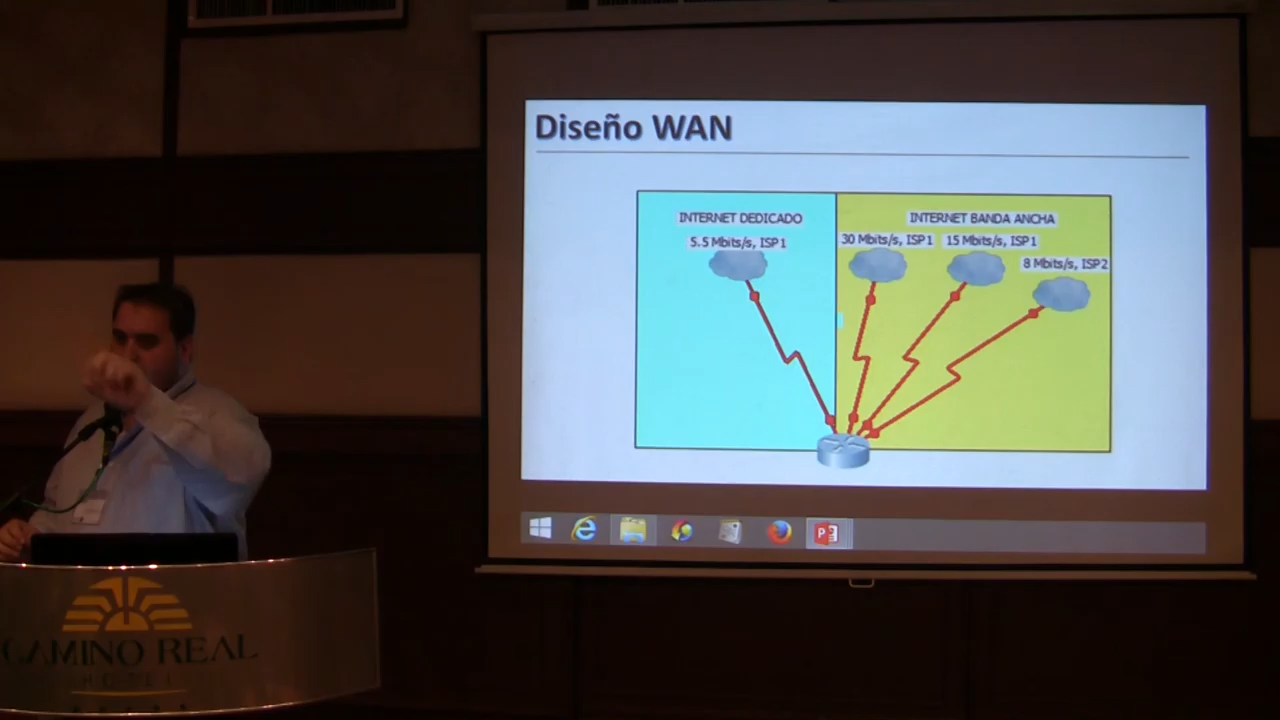 Diseño WAN
INTERNET DEDICADO
5.5 Mbits/s, ISP1
INTERNET BANDA ANCHA
30 Mbits/s, ISP1
15 Mbits/s, ISP1
8 Mbits/s, ISP2
CAMINO REAL
HOTEL